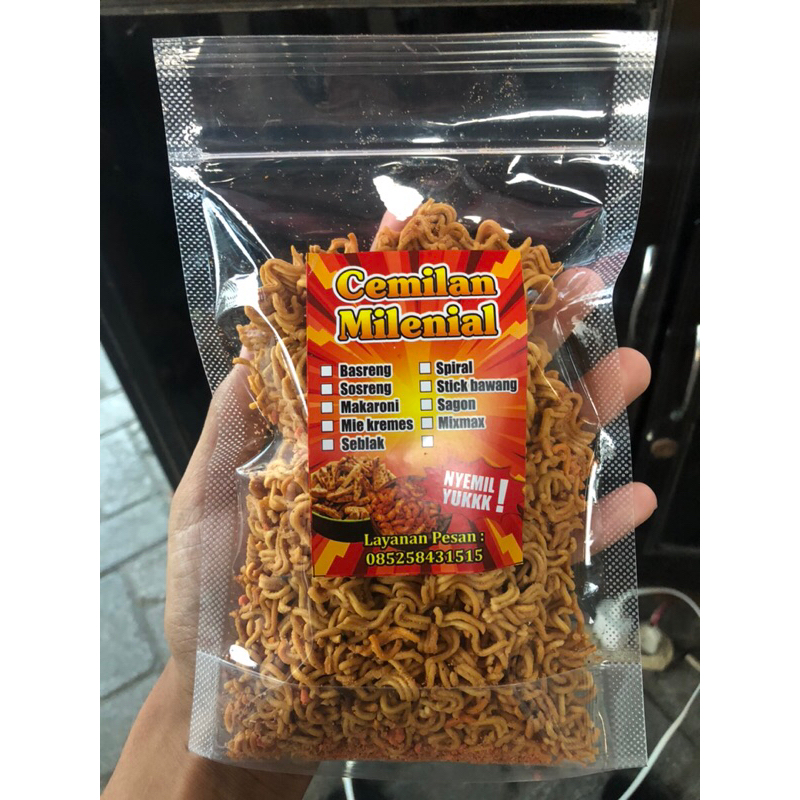 Cemilan
Milenial
Basreng
Sosreng
Makaroni
Mie kremes
Seblak
Spiral
Stick bawang
Sagon
Mixmax
NYEMIL
YUKKK!
Layanan Pesan :
085258431515